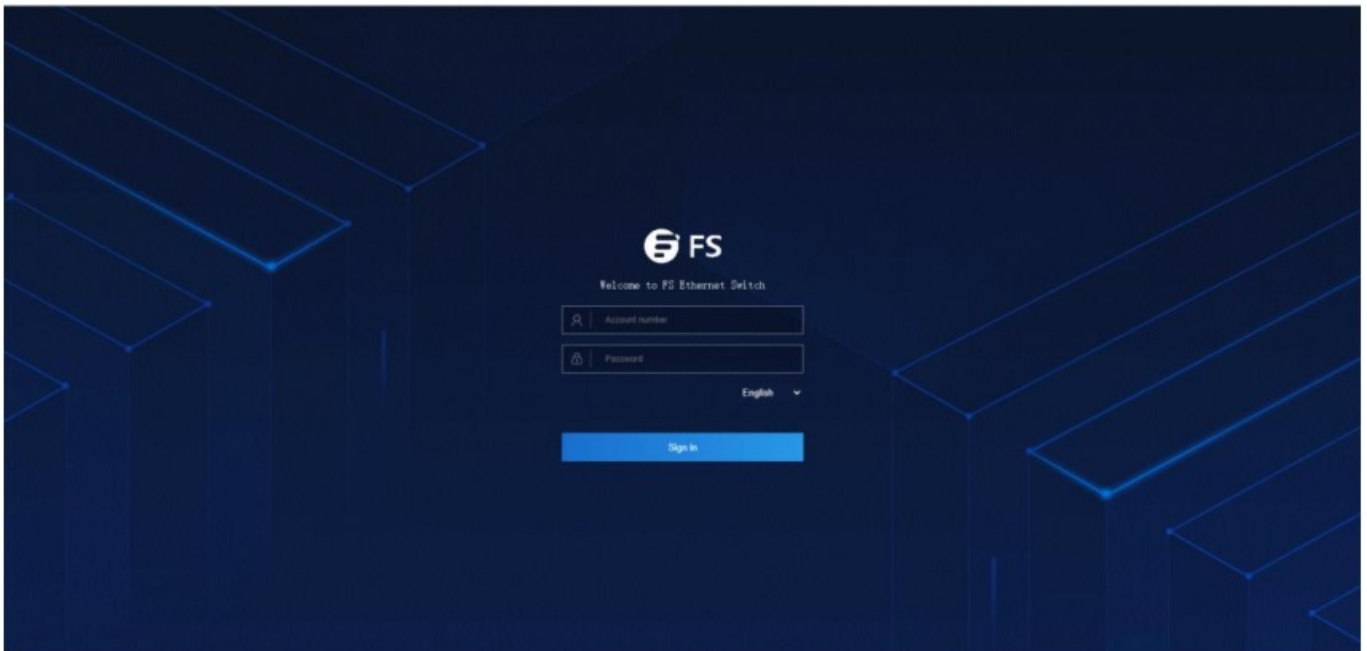 FS
Welcome to FS Ethernet Switch
Account number
Password
English
Sign in